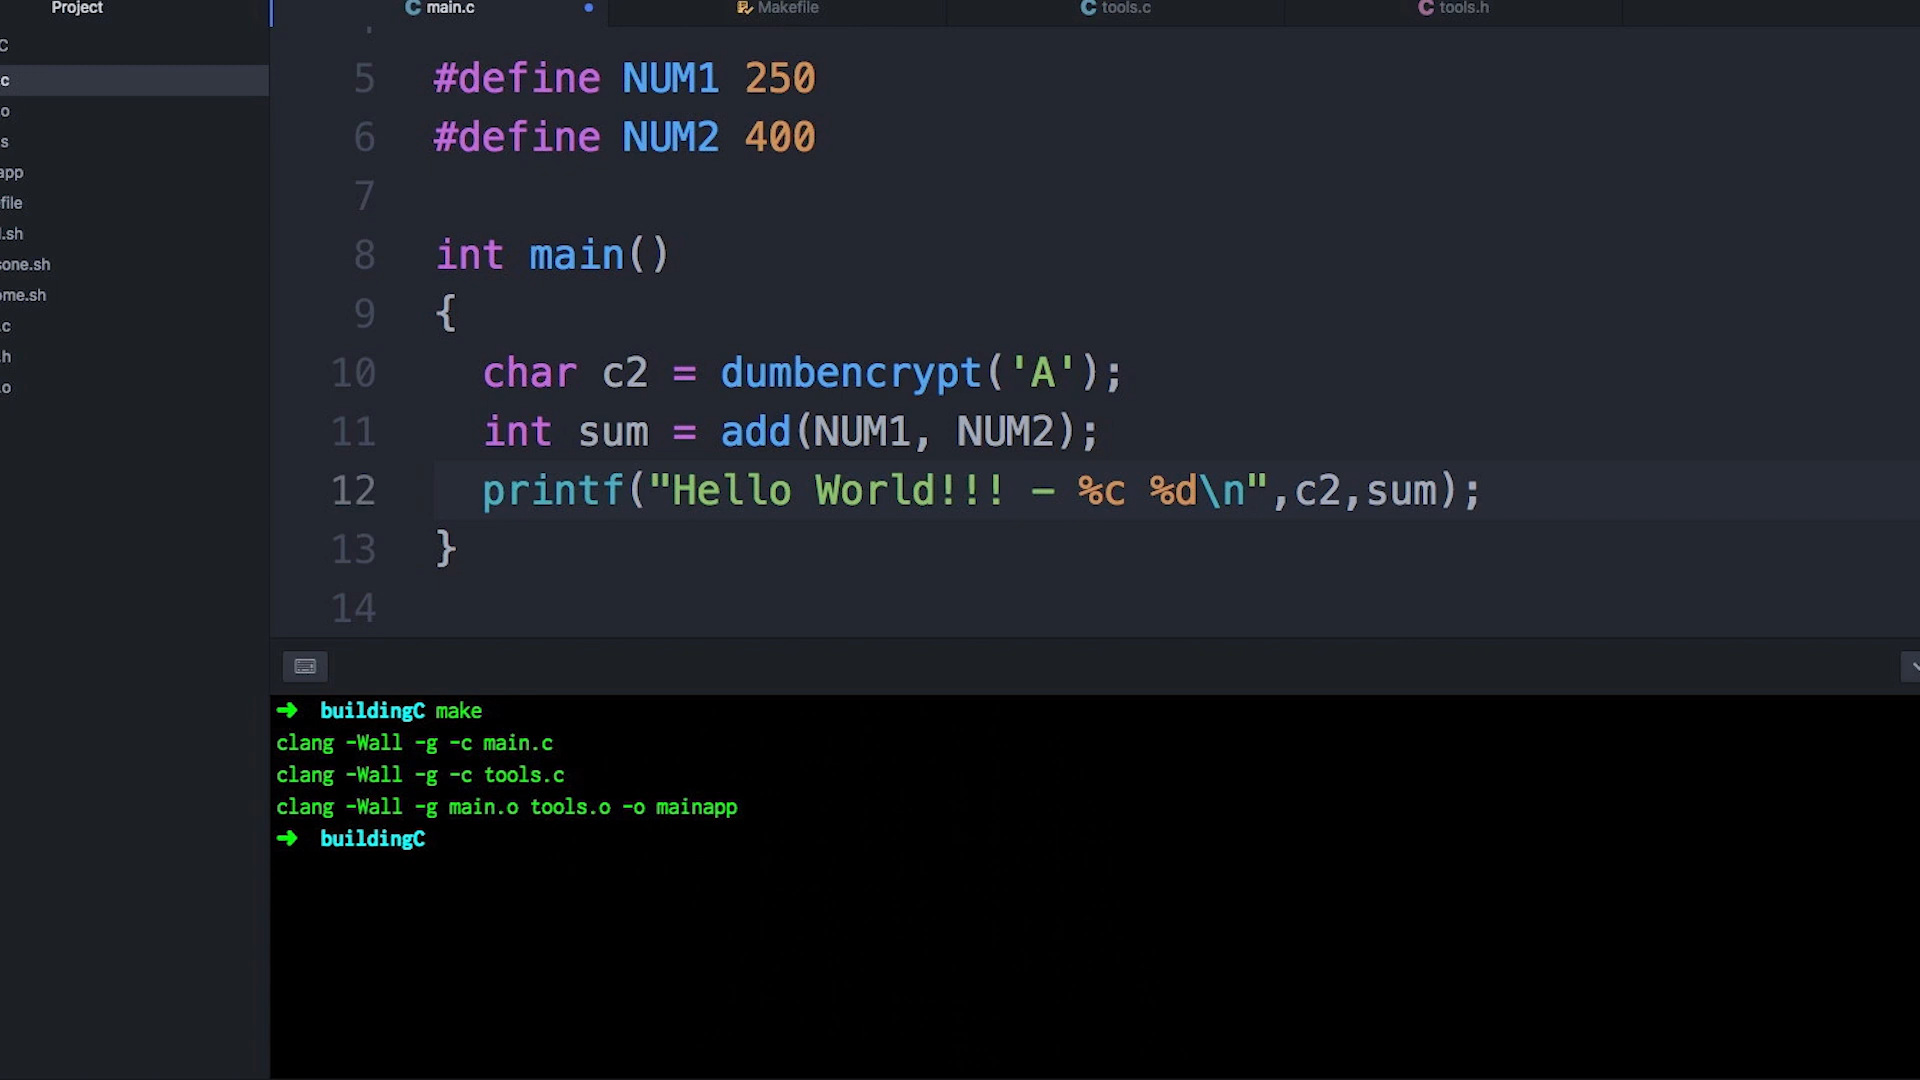 Project
main.c
Makefile
tools.c
tools.h
C
c
o
s
app
file
.sh
sone.sh
ome.sh
.c
.h
.o
5 #define NUM1 250
6 #define NUM2 400
7
8 int main()
9 {
10 char c2 = dumbencrypt('A');
11 int sum = add(NUM1, NUM2);
12 printf("Hello World!!! – %c %d\n",c2,sum);
13 }
14
➜ buildingC make
clang -Wall -g -c main.c
clang -Wall -g -c tools.c
clang -Wall -g main.o tools.o -o mainapp
➜ buildingC